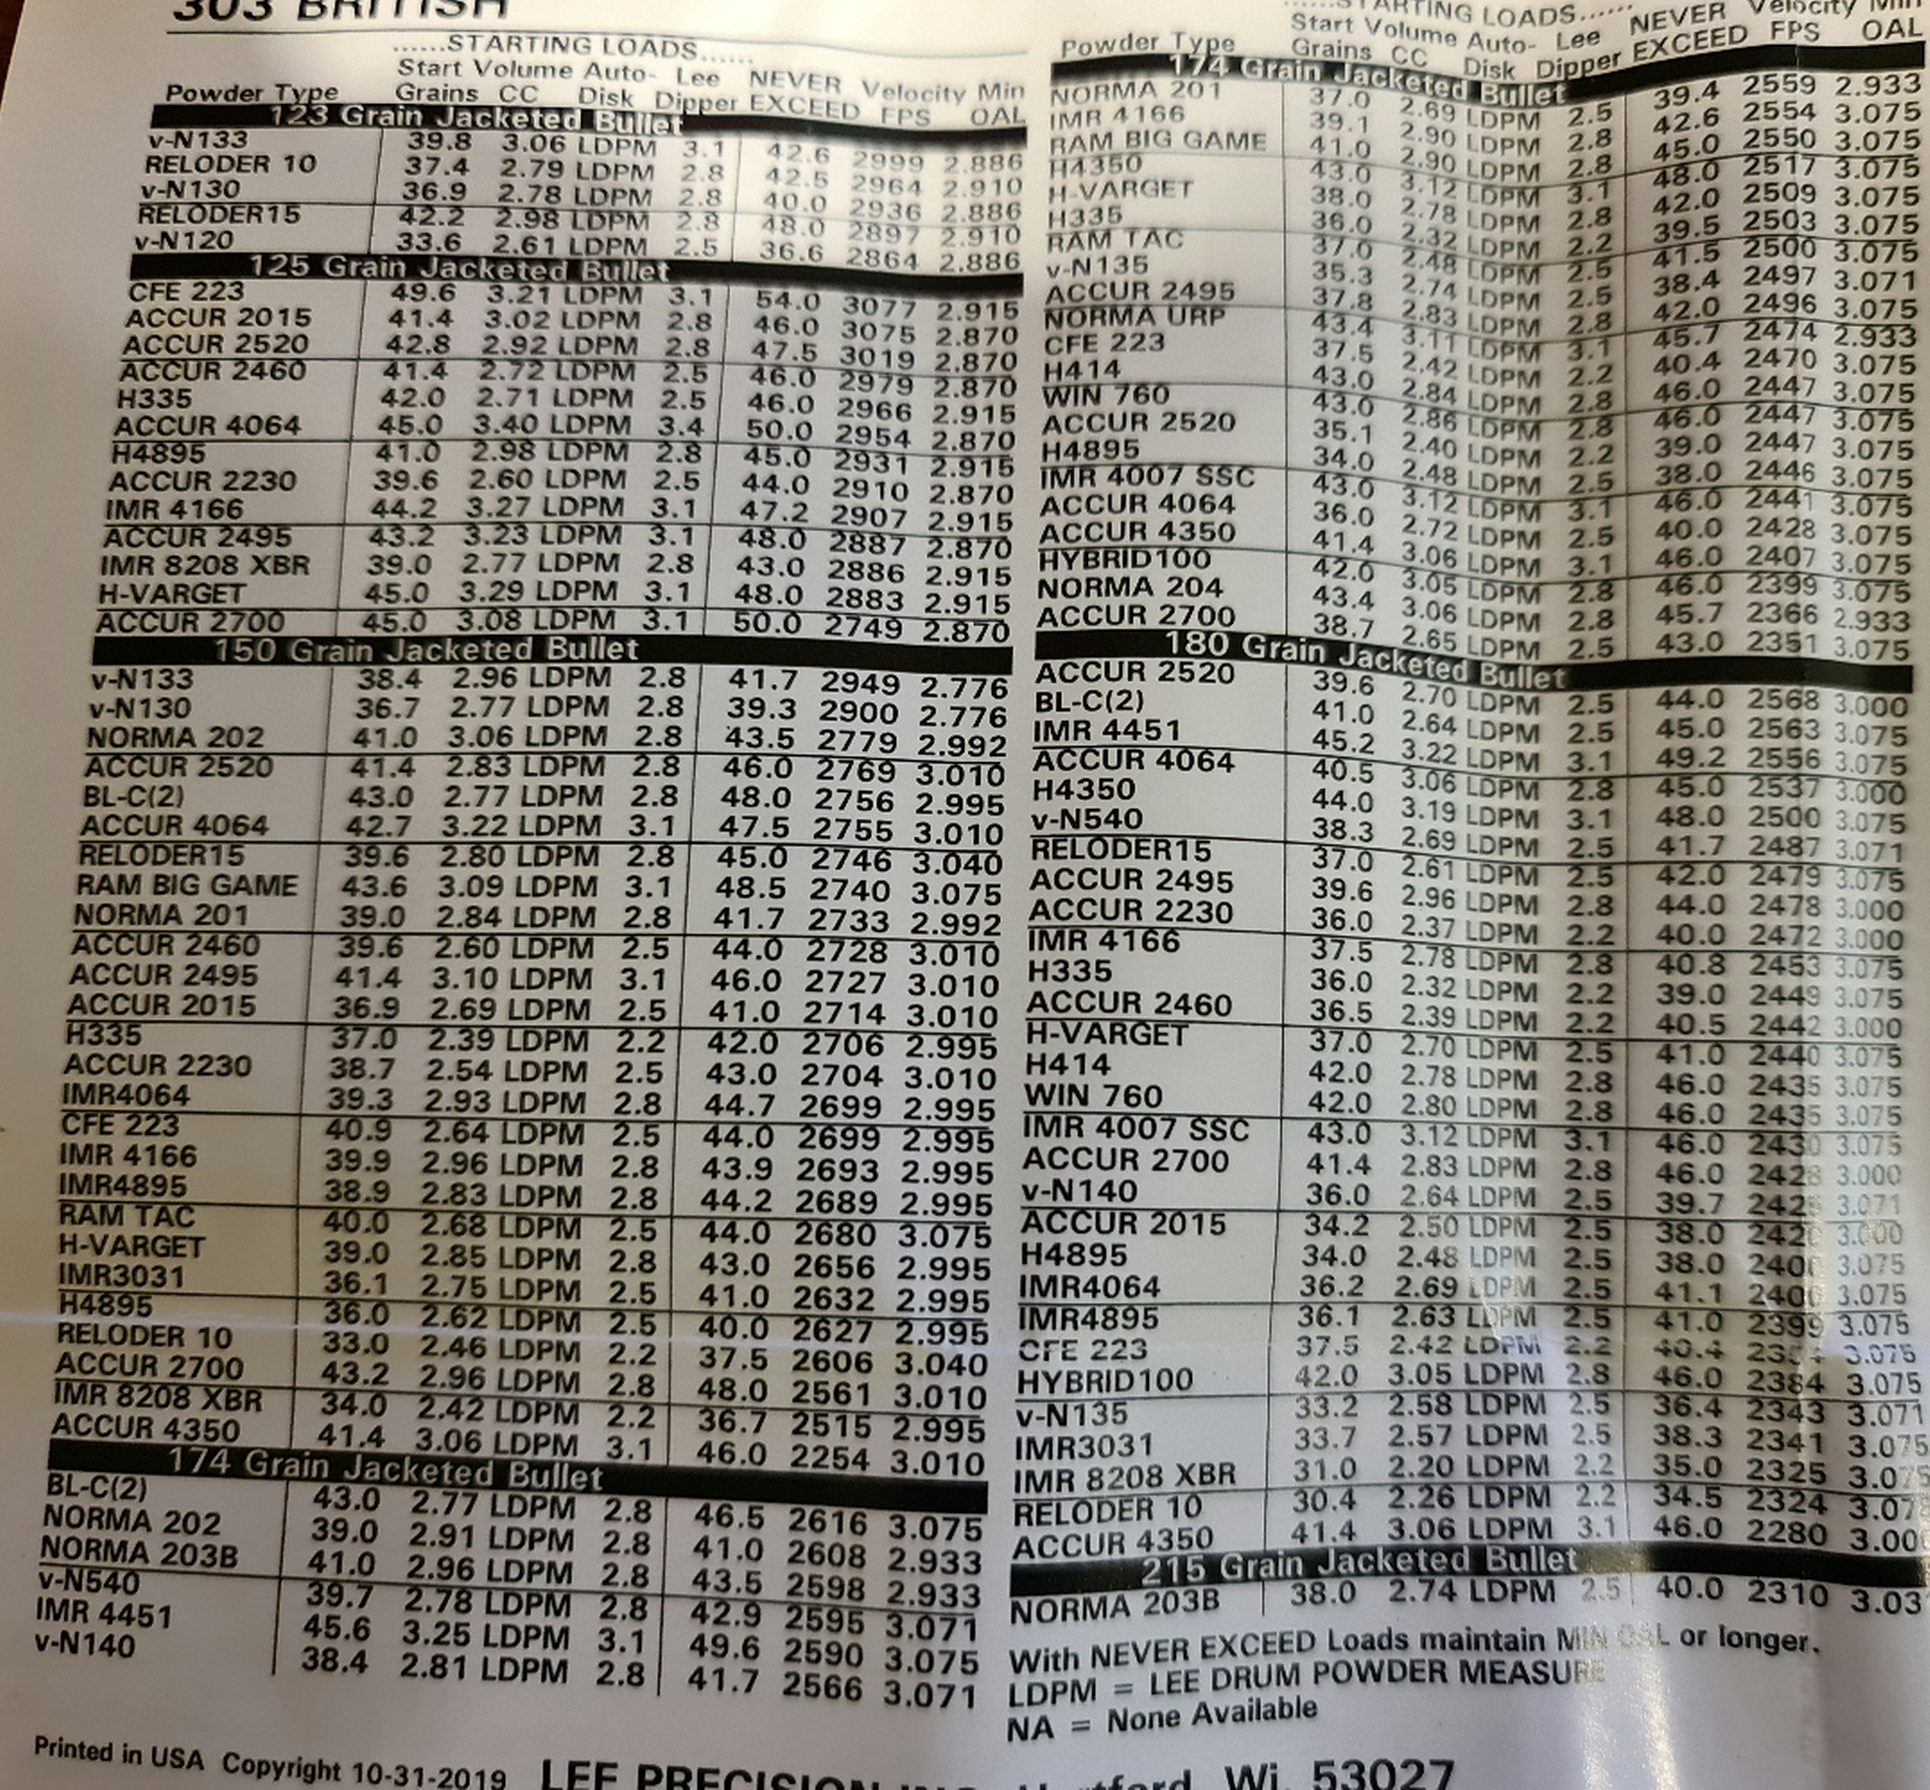 303 BRITISH
......STARTING LOADS......
Start Volume Auto- Lee NEVER Velocity Min
Powder Type Grains CC Disk Dipper EXCEED FPS OAL
123 Grain Jacketed Bullet
v-N133 39.8 3.06 LDPM 3.1 42.6 2999 2.886
RELODER 10 37.4 2.79 LDPM 2.8 42.5 2964 2.910
v-N130 36.9 2.78 LDPM 2.8 40.0 2936 2.886
RELODER15 42.2 2.98 LDPM 2.8 48.0 2897 2.910
v-N120 33.6 2.61 LDPM 2.5 36.6 2864 2.886
125 Grain Jacketed Bullet
CFE 223 49.6 3.21 LDPM 3.1 54.0 3077 2.915
ACCUR 2015 41.4 3.02 LDPM 2.8 46.0 3075 2.870
ACCUR 2520 42.8 2.92 LDPM 2.8 47.5 3019 2.870
ACCUR 2460 41.4 2.72 LDPM 2.5 46.0 2979 2.870
H335 42.0 2.71 LDPM 2.5 46.0 2966 2.915
ACCUR 4064 45.0 3.40 LDPM 3.4 50.0 2954 2.870
H4895 41.0 2.98 LDPM 2.8 45.0 2931 2.915
ACCUR 2230 39.6 2.60 LDPM 2.5 44.0 2910 2.870
IMR 4166 44.2 3.27 LDPM 3.1 47.2 2907 2.915
ACCUR 2495 43.2 3.23 LDPM 3.1 48.0 2887 2.870
IMR 8208 XBR 39.0 2.77 LDPM 2.8 43.0 2886 2.915
H-VARGET 45.0 3.29 LDPM 3.1 48.0 2883 2.915
ACCUR 2700 45.0 3.08 LDPM 3.1 50.0 2749 2.870
150 Grain Jacketed Bullet
v-N133 38.4 2.96 LDPM 2.8 41.7 2949 2.776
v-N130 36.7 2.77 LDPM 2.8 39.3 2900 2.776
NORMA 202 41.0 3.06 LDPM 2.8 43.5 2779 2.992
ACCUR 2520 41.4 2.83 LDPM 2.8 46.0 2769 3.010
BL-C(2) 43.0 2.77 LDPM 2.8 48.0 2756 2.995
ACCUR 4064 42.7 3.22 LDPM 3.1 47.5 2755 3.010
RELODER15 39.6 2.80 LDPM 2.8 45.0 2746 3.040
RAM BIG GAME 43.6 3.09 LDPM 3.1 48.5 2740 3.075
NORMA 201 39.0 2.84 LDPM 2.8 41.7 2733 2.992
ACCUR 2460 39.6 2.60 LDPM 2.5 44.0 2728 3.010
ACCUR 2495 41.4 3.10 LDPM 3.1 46.0 2727 3.010
ACCUR 2015 36.9 2.69 LDPM 2.5 41.0 2714 3.010
H335 37.0 2.39 LDPM 2.2 42.0 2706 2.995
ACCUR 2230 38.7 2.54 LDPM 2.5 43.0 2704 3.010
IMR4064 39.3 2.93 LDPM 2.8 44.7 2699 2.995
CFE 223 40.9 2.64 LDPM 2.5 44.0 2699 2.995
IMR 4166 39.9 2.96 LDPM 2.8 43.9 2693 2.995
IMR4895 38.9 2.83 LDPM 2.8 44.2 2689 2.995
RAM TAC 40.0 2.68 LDPM 2.5 44.0 2680 3.075
H-VARGET 39.0 2.85 LDPM 2.8 43.0 2656 2.995
IMR3031 36.1 2.75 LDPM 2.5 41.0 2632 2.995
H4895 36.0 2.62 LDPM 2.5 40.0 2627 2.995
RELODER 10 33.0 2.46 LDPM 2.2 37.5 2606 3.040
ACCUR 2700 43.2 2.96 LDPM 2.8 48.0 2561 3.010
IMR 8208 XBR 34.0 2.42 LDPM 2.2 36.7 2515 2.995
ACCUR 4350 41.4 3.06 LDPM 3.1 46.0 2254 3.010
174 Grain Jacketed Bullet
BL-C(2) 43.0 2.77 LDPM 2.8 46.5 2616 3.075
NORMA 202 39.0 2.91 LDPM 2.8 41.0 2608 2.933
NORMA 203B 41.0 2.96 LDPM 2.8 43.5 2598 2.933
v-N540 39.7 2.78 LDPM 2.8 42.9 2595 3.071
IMR 4451 45.6 3.25 LDPM 3.1 49.6 2590 3.075
v-N140 38.4 2.81 LDPM 2.8 41.7 2566 3.071
......STARTING LOADS......
Start Volume Auto- Lee NEVER Velocity Min
Powder Type Grains CC Disk Dipper EXCEED FPS OAL
174 Grain Jacketed Bullet
NORMA 201 37.0 2.69 LDPM 2.5 39.4 2559 2.933
IMR 4166 39.1 2.90 LDPM 2.8 42.6 2554 3.075
RAM BIG GAME 41.0 2.90 LDPM 2.8 45.0 2550 3.075
H4350 43.0 3.12 LDPM 3.1 48.0 2517 3.075
H-VARGET 38.0 2.78 LDPM 2.8 42.0 2509 3.075
H335 36.0 2.32 LDPM 2.2 39.5 2503 3.075
RAM TAC 37.0 2.48 LDPM 2.5 41.5 2500 3.075
v-N135 35.3 2.74 LDPM 2.5 38.4 2497 3.071
ACCUR 2495 37.8 2.83 LDPM 2.8 42.0 2496 3.075
NORMA URP 43.4 3.11 LDPM 3.1 45.7 2474 2.933
CFE 223 37.5 2.42 LDPM 2.2 40.4 2470 3.075
H414 43.0 2.84 LDPM 2.8 46.0 2447 3.075
WIN 760 43.0 2.86 LDPM 2.8 46.0 2447 3.075
ACCUR 2520 35.1 2.40 LDPM 2.2 39.0 2447 3.075
H4895 34.0 2.48 LDPM 2.5 38.0 2446 3.075
IMR 4007 SSC 43.0 3.12 LDPM 3.1 46.0 2441 3.075
ACCUR 4064 36.0 2.72 LDPM 2.5 40.0 2428 3.075
ACCUR 4350 41.4 3.06 LDPM 3.1 46.0 2407 3.075
HYBRID100 42.0 3.05 LDPM 2.8 46.0 2399 3.075
NORMA 204 43.4 3.06 LDPM 2.8 45.7 2366 2.933
ACCUR 2700 38.7 2.65 LDPM 2.5 43.0 2351 3.075
180 Grain Jacketed Bullet
ACCUR 2520 39.6 2.70 LDPM 2.5 44.0 2568 3.000
BL-C(2) 41.0 2.64 LDPM 2.5 45.0 2563 3.075
IMR 4451 45.2 3.22 LDPM 3.1 49.2 2556 3.075
ACCUR 4064 40.5 3.06 LDPM 2.8 45.0 2537 3.000
H4350 44.0 3.19 LDPM 3.1 48.0 2500 3.075
v-N540 38.3 2.69 LDPM 2.5 41.7 2487 3.071
RELODER15 37.0 2.61 LDPM 2.5 42.0 2479 3.075
ACCUR 2495 39.6 2.96 LDPM 2.8 44.0 2478 3.000
ACCUR 2230 36.0 2.37 LDPM 2.2 40.0 2472 3.000
IMR 4166 37.5 2.78 LDPM 2.8 40.8 2453 3.075
H335 36.0 2.32 LDPM 2.2 39.0 2449 3.075
ACCUR 2460 36.5 2.39 LDPM 2.2 40.5 2442 3.000
H-VARGET 37.0 2.70 LDPM 2.5 41.0 2440 3.075
H414 42.0 2.78 LDPM 2.8 46.0 2435 3.075
WIN 760 42.0 2.80 LDPM 2.8 46.0 2435 3.075
IMR 4007 SSC 43.0 3.12 LDPM 3.1 46.0 2430 3.075
ACCUR 2700 41.4 2.83 LDPM 2.8 46.0 2428 3.000
v-N140 36.0 2.64 LDPM 2.5 39.7 3.071
ACCUR 2015 34.2 2.50 LDPM 2.5 38.0 2420 3.000
H4895 34.0 2.48 LDPM 2.5 38.0 3.075
IMR4064 36.2 2.69 LDPM 2.5 41.1 3.075
IMR4895 36.1 2.63 LDPM 2.5 41.0 2399 3.075
CFE 223 37.5 2.42 LDPM 2.2 40.4 3.075
HYBRID100 42.0 3.05 LDPM 2.8 46.0 2384 3.075
v-N135 33.2 2.58 LDPM 2.5 36.4 2343 3.071
IMR3031 33.7 2.57 LDPM 2.5 38.3 2341 3.075
IMR 8208 XBR 31.0 2.20 LDPM 2.2 35.0 2325 3.07
RELODER 10 30.4 2.26 LDPM 2.2 34.5 2324 3.07
ACCUR 4350 41.4 3.06 LDPM 3.1 46.0 2280 3.00
215 Grain Jacketed Bullet
NORMA 203B 38.0 2.74 LDPM 2.5 40.0 2310 3.03
With NEVER EXCEED Loads maintain MIN OAL or longer.
LDPM = LEE DRUM POWDER MEASURE
NA = None Available
Printed in USA Copyright 10-31-2019 LEE PRECISION INC. Hartford, Wi. 53027